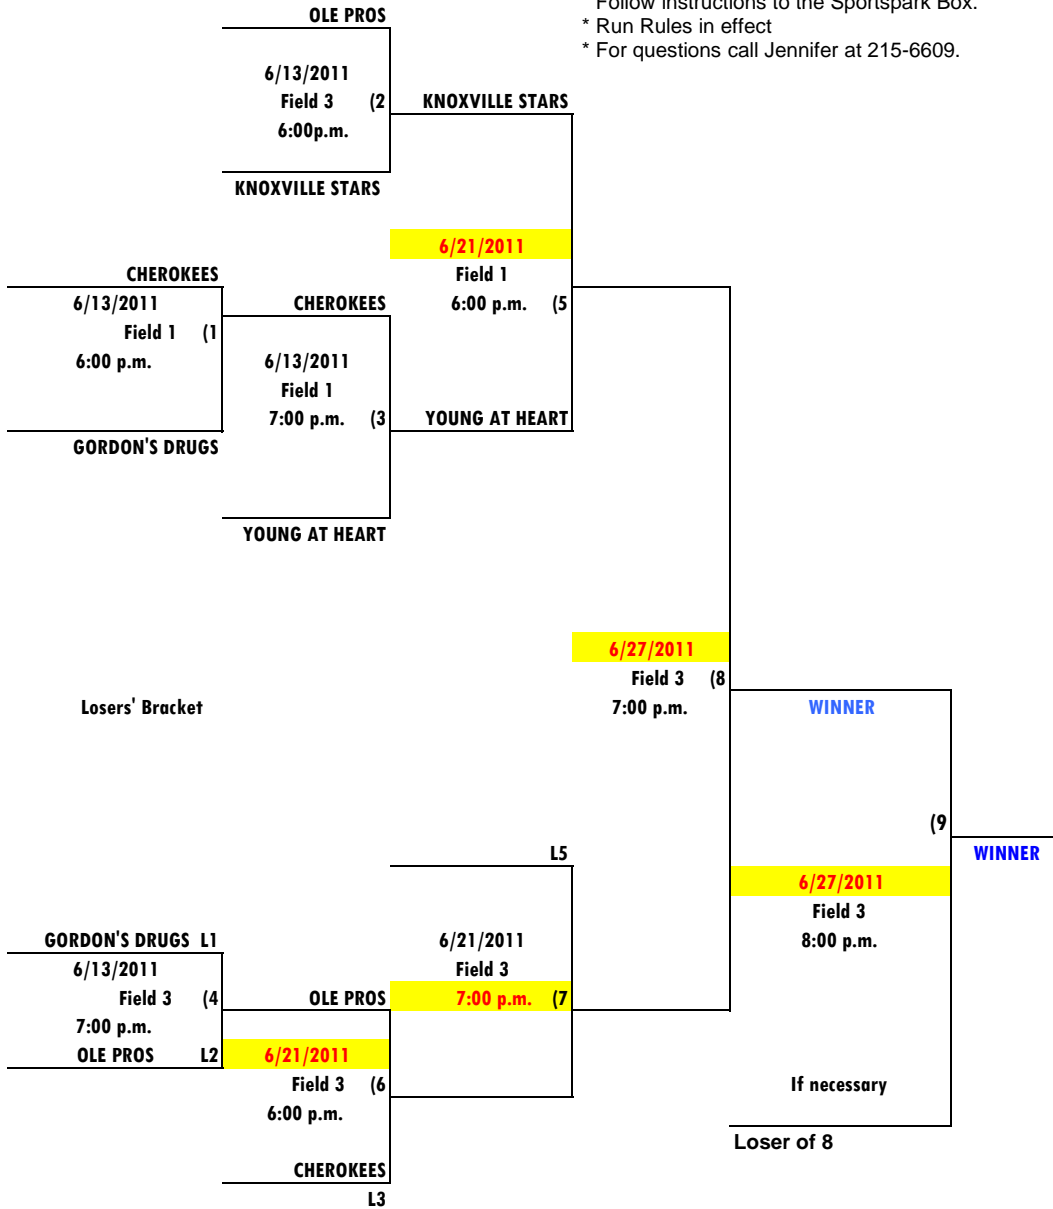 Follow instructions to the Sportspark Box.
OLE PROS
* Run Rules in effect
* For questions call Jennifer at 215-6609.
6/13/2011
Field 3 (2
KNOXVILLE STARS
6:00p.m.
KNOXVILLE STARS
6/21/2011
CHEROKEES
Field 1
6/13/2011
CHEROKEES
6:00 p.m. (5
Field 1 (1
6:00 p.m.
6/13/2011
Field 1
7:00 p.m. (3
YOUNG AT HEART
GORDON'S DRUGS
YOUNG AT HEART
6/27/2011
Field 3 (8
Losers' Bracket
7:00 p.m.
WINNER
(9
L5
WINNER
6/27/2011
Field 3
GORDON'S DRUGS L1
6/21/2011
8:00 p.m.
6/13/2011
Field 3
Field 3 (4
OLE PROS
7:00 p.m. (7
7:00 p.m.
OLE PROS L2
6/21/2011
Field 3 (6
If necessary
6:00 p.m.
Loser of 8
CHEROKEES
L3